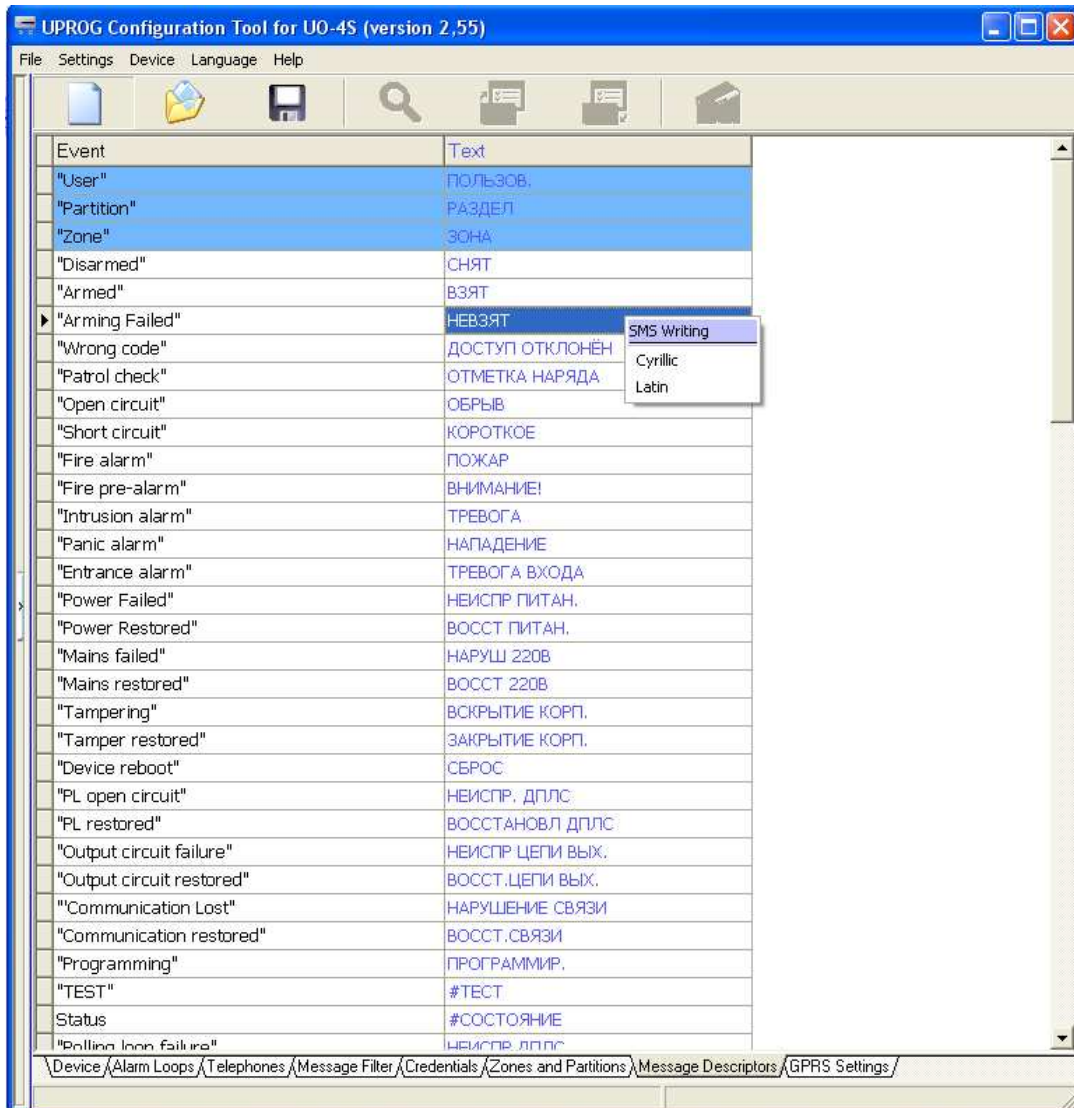 UPROG Configuration Tool for UO-4S (version 2,55)
File Settings Device Language Help
Event Text
"User" ПОЛЬЗОВ.
"Partition" РАЗДЕЛ
"Zone" ЗОНА
"Disarmed" СНЯТ
"Armed" ВЗЯТ
"Arming Failed" НЕВЗЯТ
SMS Writing
"Wrong code" ДОСТУП ОТКЛОНЁН
Cyrillic
"Patrol check" ОТМЕТКА НАРЯДА
Latin
"Open circuit" ОБРЫВ
"Short circuit" КОРОТКОЕ
"Fire alarm" ПОЖАР
"Fire pre-alarm" ВНИМАНИЕ!
"Intrusion alarm" ТРЕВОГА
"Panic alarm" НАПАДЕНИЕ
"Entrance alarm" ТРЕВОГА ВХОДА
"Power Failed" НЕИСПР ПИТАН.
"Power Restored" ВОССТ ПИТАН.
"Mains failed" НАРУШ 220В
"Mains restored" ВОССТ 220В
"Tampering" ВСКРЫТИЕ КОРП.
"Tamper restored" ЗАКРЫТИЕ КОРП.
"Device reboot" СБРОС
"PL open circuit" НЕИСПР. ДПЛС
"PL restored" ВОССТАНОВЛ ДПЛС
"Output circuit failure" НЕИСПР ЦЕПИ ВЫХ.
"Output circuit restored" ВОССТ.ЦЕПИ ВЫХ.
"'Communication Lost" НАРУШЕНИЕ СВЯЗИ
"Communication restored" ВОССТ.СВЯЗИ
"Programming" ПРОГРАММИР.
"TEST" #ТЕСТ
Status #СОСТОЯНИЕ
"Polling loop failure" НЕИСПР ДПЛС
Device Alarm Loops Telephones Message Filter Credentials Zones and Partitions Message Descriptors GPRS Settings